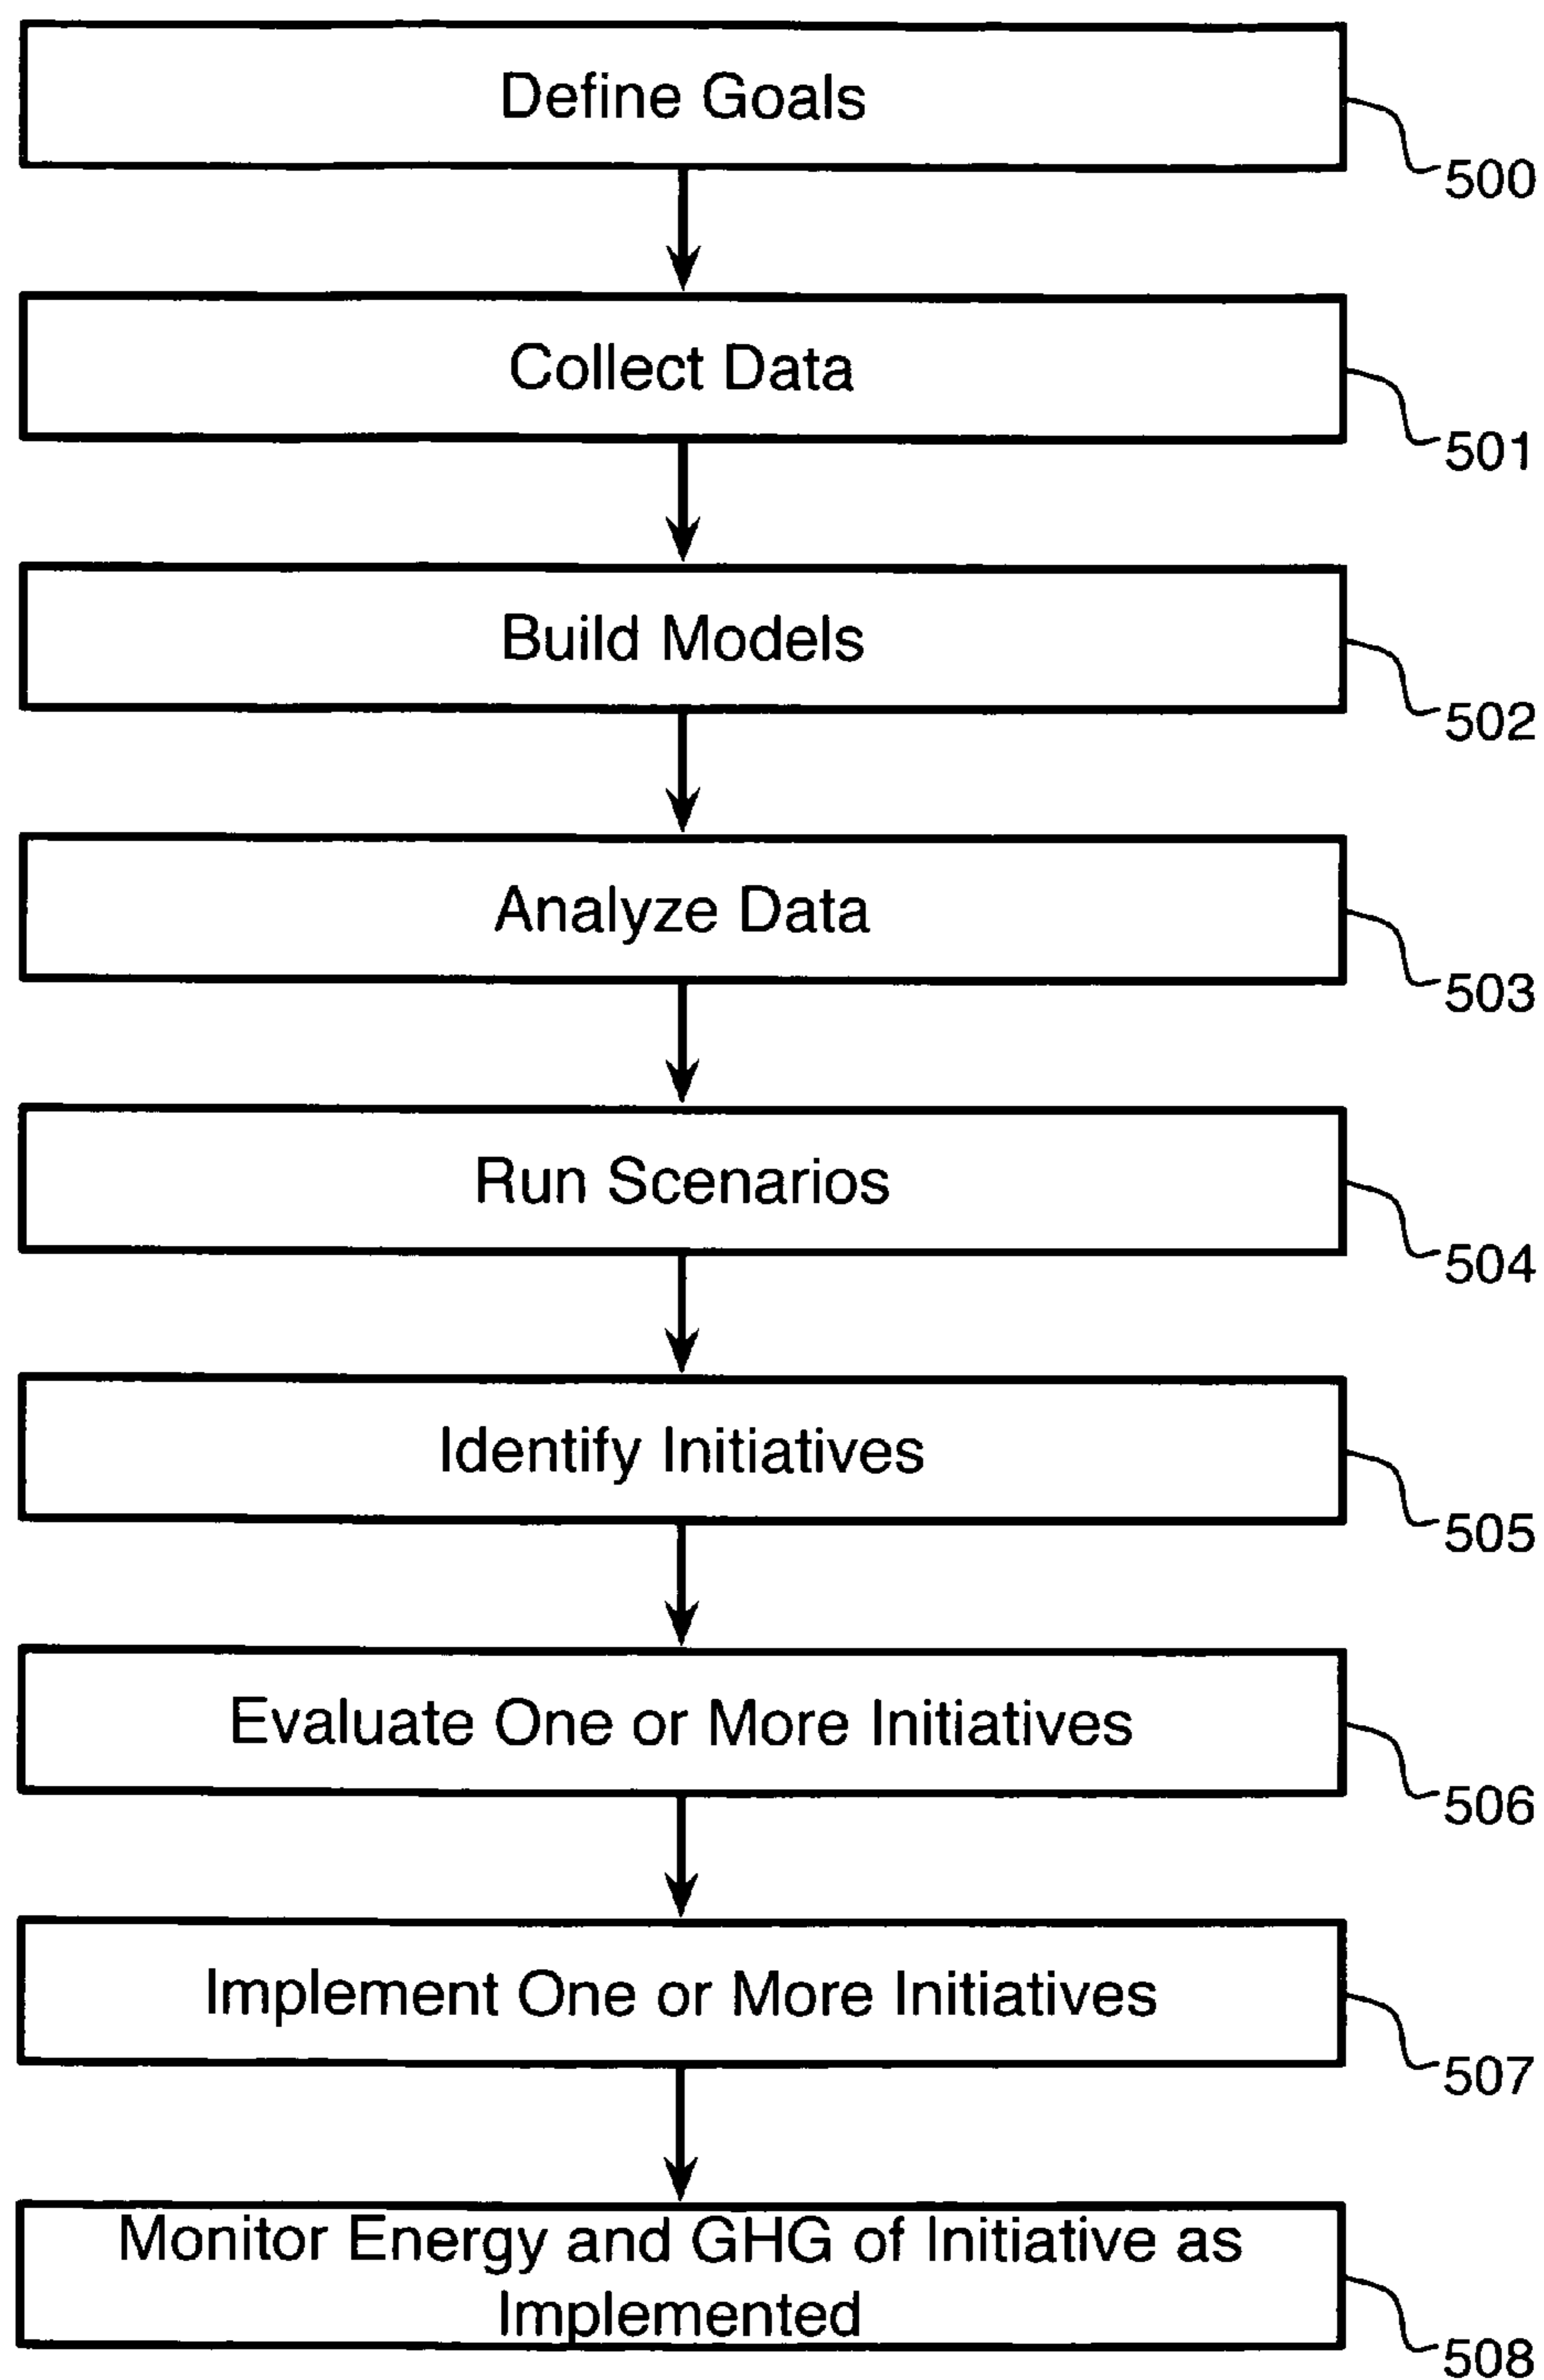 Define Goals
500
Collect Data
501
Build Models
502
Analyze Data
503
Run Scenarios
504
Identify Initiatives
505
Evaluate One or More Initiatives
506
Implement One or More Initiatives
507
Monitor Energy and GHG of Initiative as
Implemented
508